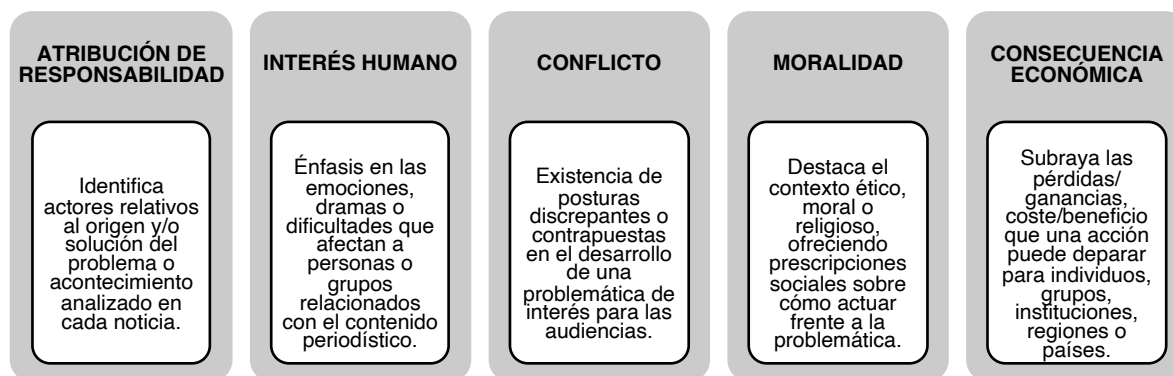 ATRIBUCIÓN DE
RESPONSABILIDAD
Identifica
actores relativos
al origen y/o
solución del
problema o
acontecimiento
analizado en
cada noticia.
INTERÉS HUMANO
Énfasis en las
emociones,
dramas o
dificultades que
afectan a
personas o
grupos
relacionados
con el contenido
periodístico.
CONFLICTO
Existencia de
posturas
discrepantes o
contrapuestas
en el desarrollo
de una
problemática de
interés para las
audiencias.
MORALIDAD
Destaca el
contexto ético,
moral o
religioso,
ofreciendo
prescripciones
sociales sobre
cómo actuar
frente a la
problemática.
CONSECUENCIA
ECONÓMICA
Subraya las
pérdidas/
ganancias,
coste/beneficio
que una acción
puede deparar
para individuos,
grupos,
instituciones,
regiones o
países.